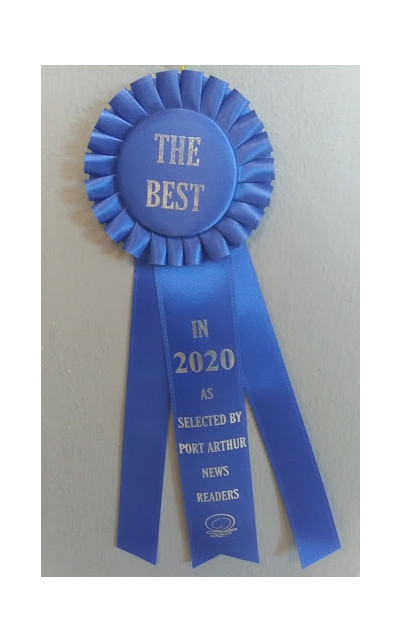 THE
BEST
IN
2020
AS
SELECTED BY
PORT ARTHUR
NEWS
READERS